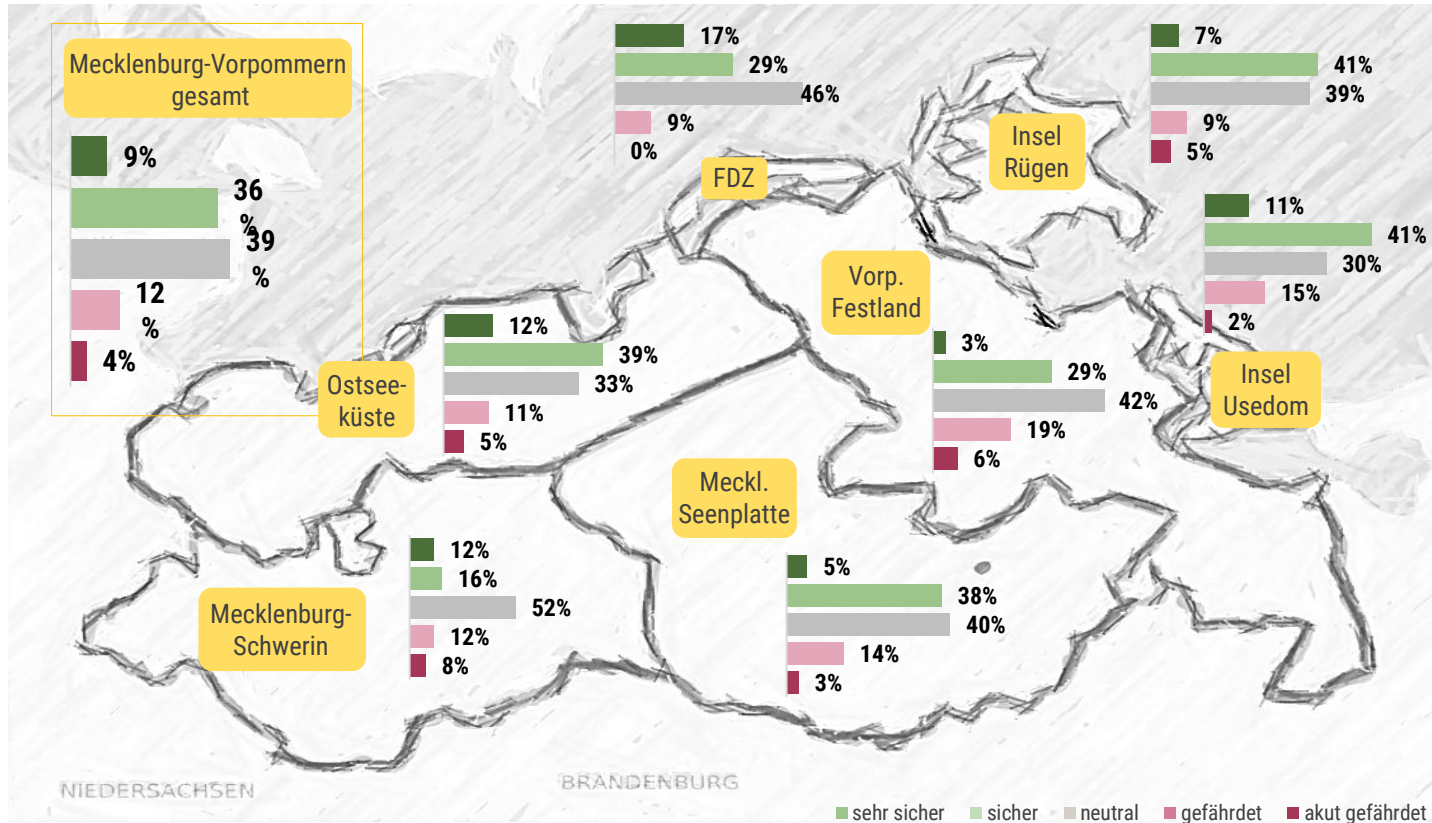 Mecklenburg-Vorpommern
gesamt
9%
36
%
39
%
12
%
4%
17%
29%
46%
9%
0%
FDZ
7%
41%
39%
9%
5%
Insel
Rügen
11%
41%
30%
15%
2%
Insel
Usedom
Vorp.
Festland
3%
29%
42%
19%
6%
12%
39%
33%
11%
5%
Ostsee-
küste
Meckl.
Seenplatte
5%
38%
40%
14%
3%
12%
16%
52%
12%
8%
Mecklenburg-
Schwerin
NIEDERSACHSEN
BRANDENBURG
sehr sicher sicher neutral gefährdet akut gefährdet